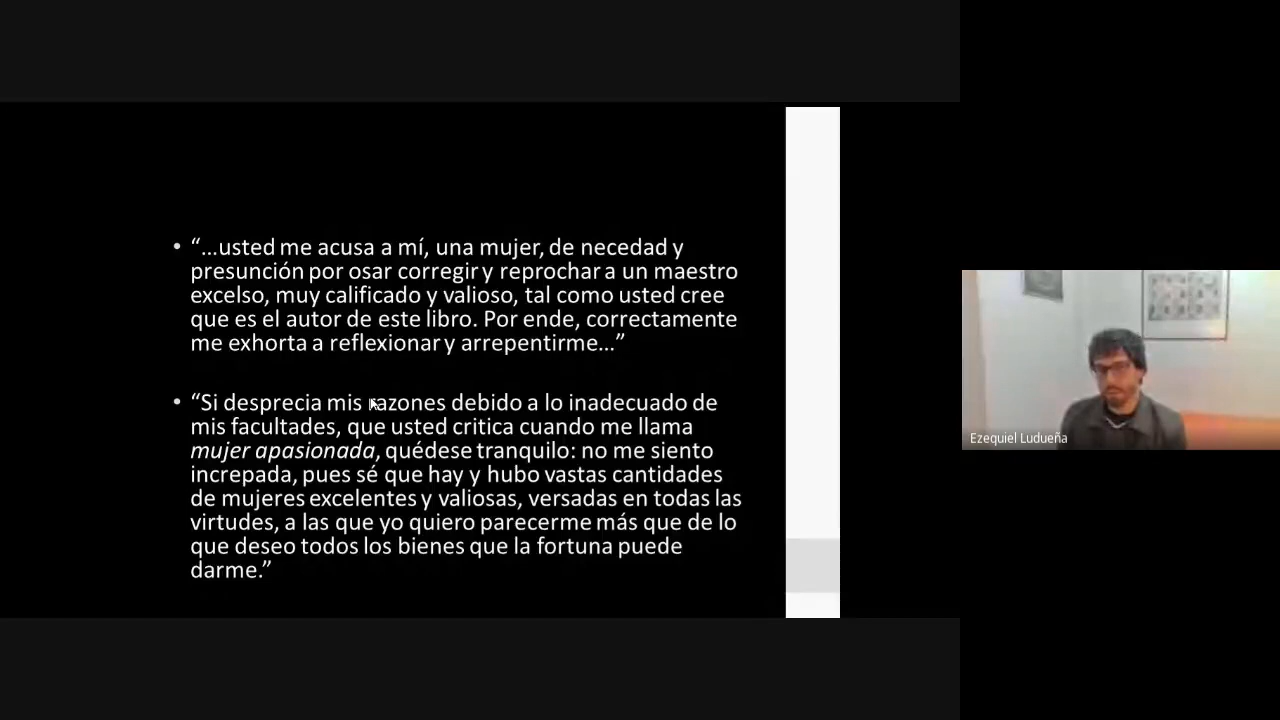 • “...usted me acusa a mí, una mujer, de necedad y
presunción por osar corregir y reprochar a un maestro
excelso, muy calificado y valioso, tal como usted cree
que es el autor de este libro. Por ende, correctamente
me exhorta a reflexionar y arrepentirme...”
• “Si desprecia mis razones debido a lo inadecuado de
mis facultades, que usted critica cuando me llama
mujer apasionada, quédese tranquilo: no me siento
increpada, pues sé que hay y hubo vastas cantidades
de mujeres excelentes y valiosas, versadas en todas las
virtudes, a las que yo quiero parecerme más que de lo
que deseo todos los bienes que la fortuna puede
darme.”
Ezequiel Ludueña